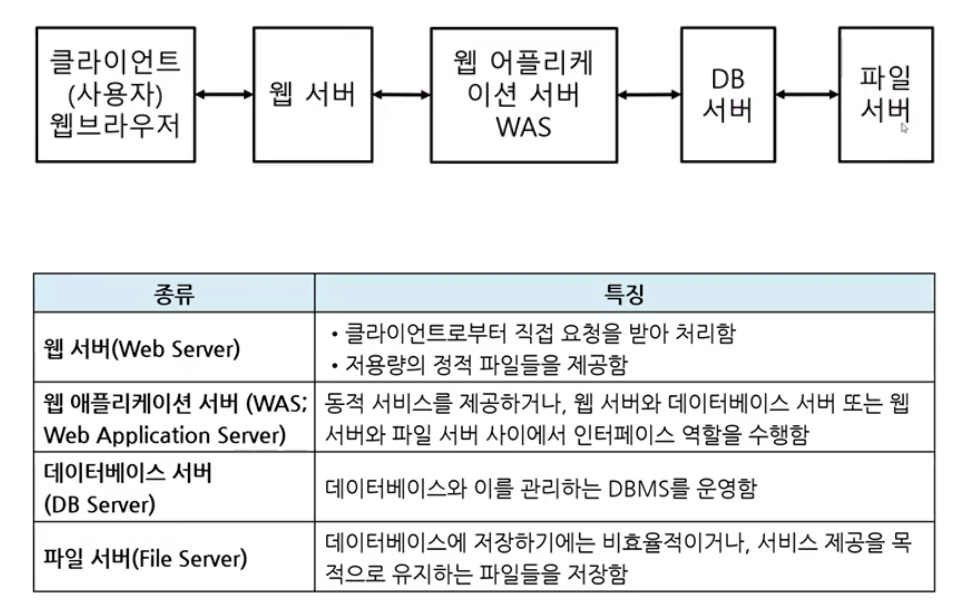 클라이언트
(사용자)
웹브라우저
웹 서버
웹 어플리케
이션 서버
WAS
DB
서버
파일
서버
종류
특징
웹 서버(Web Server)
• 클라이언트로부터 직접 요청을 받아 처리함
• 저용량의 정적 파일들을 제공함
웹 애플리케이션 서버 (WAS;
Web Application Server)
동적 서비스를 제공하거나, 웹 서버와 데이터베이스 서버 또는 웹
서버와 파일 서버 사이에서 인터페이스 역할을 수행함
데이터베이스 서버
(DB Server)
데이터베이스와 이를 관리하는 DBMS를 운영함
파일 서버(File Server)
데이터베이스에 저장하기에는 비효율적이거나, 서비스 제공을 목
적으로 유지하는 파일들을 저장함